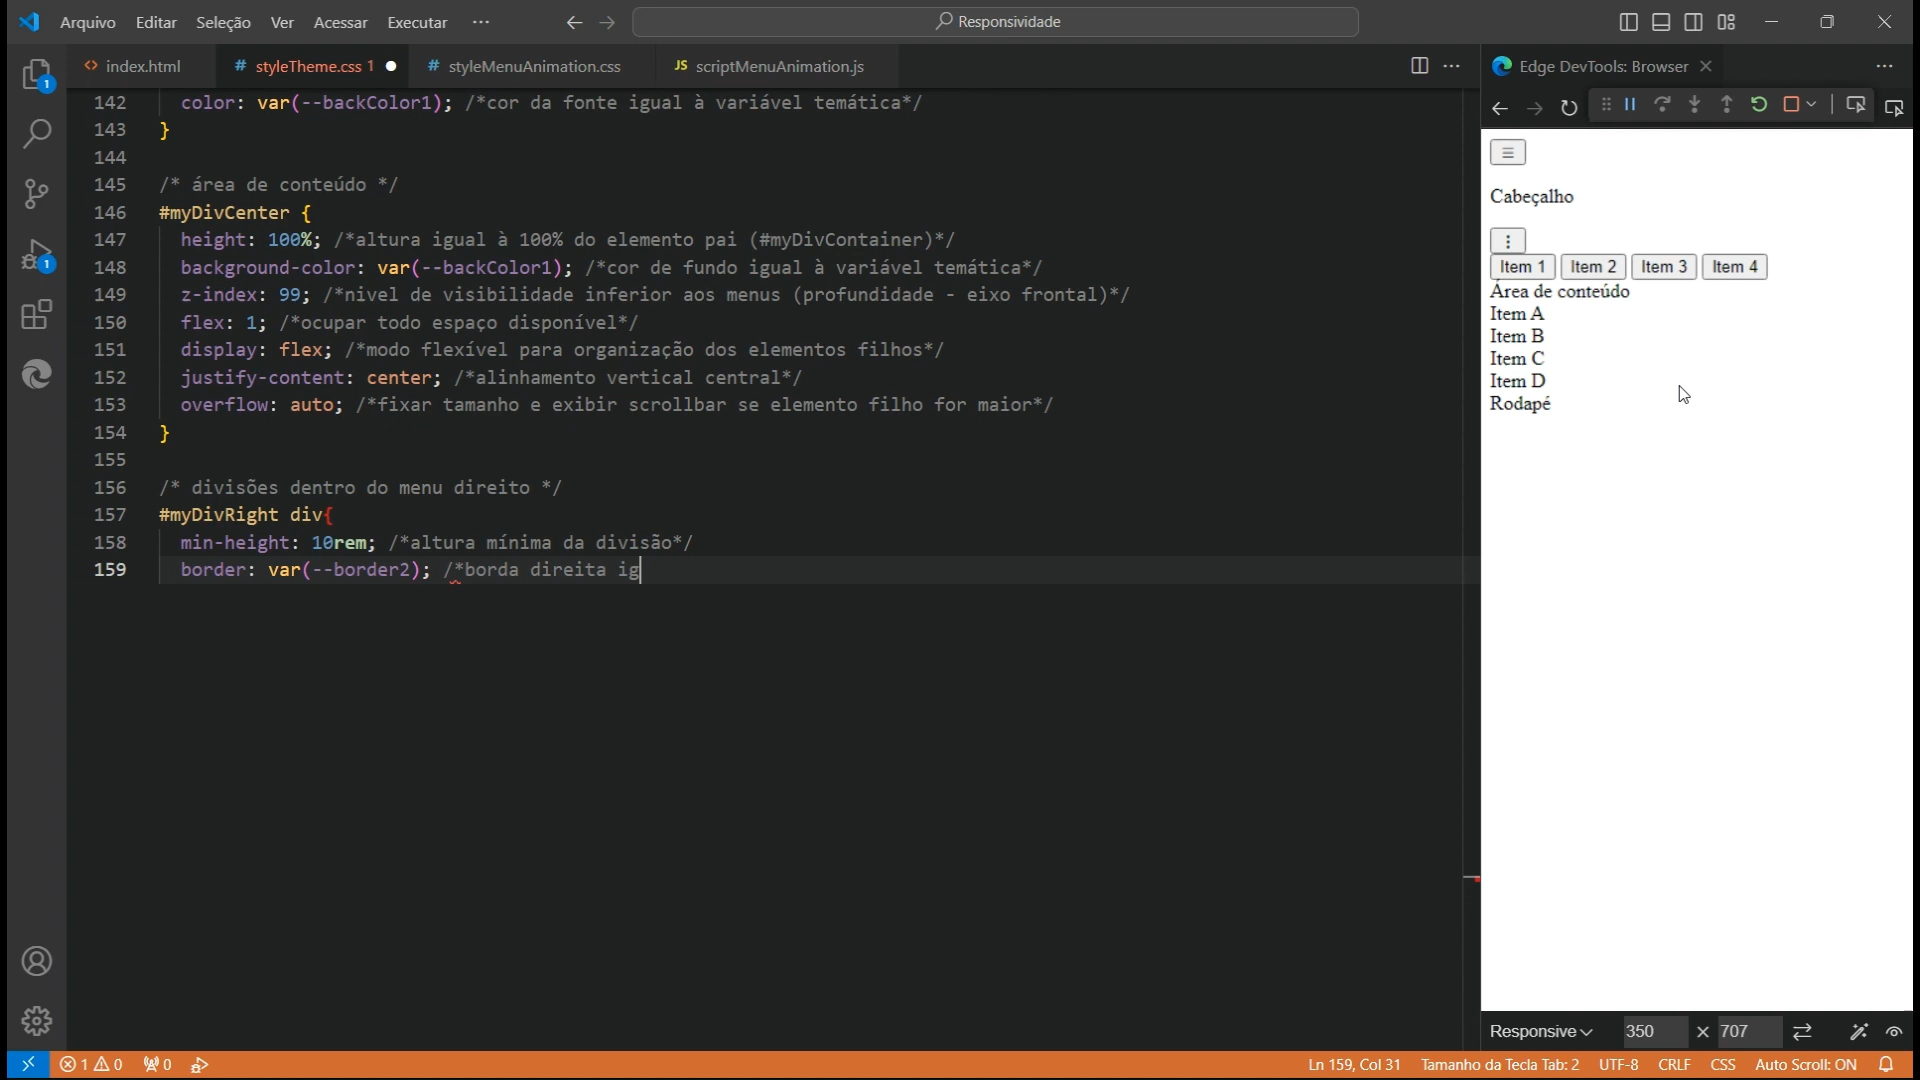 Arquivo Editar Seleção Ver Acessar Executar ··· Responsividade
index.html # styleTheme.css 1 # styleMenuAnimation.css JS scriptMenuAnimation.js
Edge DevTools: Browser
142 color: var(--backColor1); /*cor da fonte igual à variável temática*/
143 }
144
145 /* área de conteúdo */
146 #myDivCenter {
147 height: 100%; /*altura igual à 100% do elemento pai (#myDivContainer)*/
148 background-color: var(--backColor1); /*cor de fundo igual à variável temática*/
149 z-index: 99; /*nivel de visibilidade inferior aos menus (profundidade - eixo frontal)*/
150 flex: 1; /*ocupar todo espaço disponível*/
151 display: flex; /*modo flexível para organização dos elementos filhos*/
152 justify-content: center; /*alinhamento vertical central*/
153 overflow: auto; /*fixar tamanho e exibir scrollbar se elemento filho for maior*/
154 }
155
156 /* divisões dentro do menu direito */
157 #myDivRight div{
158 min-height: 10rem; /*altura mínima da divisão*/
159 border: var(--border2); /*borda direita ig
☰
Cabeçalho
⋮
Item 1 Item 2 Item 3 Item 4
Área de conteúdo
Item A
Item B
Item C
Item D
Rodapé
Responsive 350 × 707
1 0 0 Ln 159, Col 31 Tamanho da Tecla Tab: 2 UTF-8 CRLF CSS Auto Scroll: ON